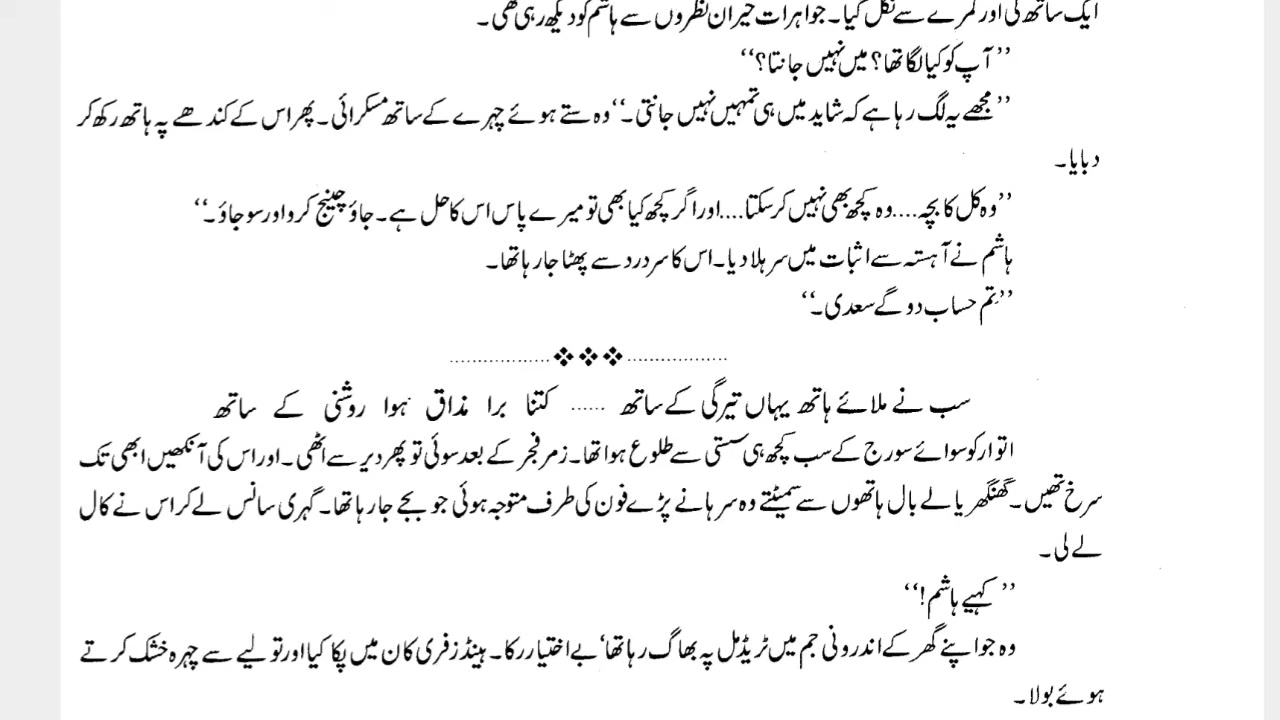 ایک ساتھ لی اور کمرے سے نکل گیا۔ جواہرات حیران نظروں سے ہاشم کو دیکھ رہی تھی۔
’’آپ کو کیا لگا تھا؟ میں نہیں جانتا؟‘‘
’’مجھے یہ لگ رہا ہے کہ شاید میں ہی تمہیں نہیں جانتی۔‘‘ وہ ستے ہوئے چہرے کے ساتھ مسکرائی۔ پھر اس کے کندھے پہ ہاتھ رکھ کر
دبایا۔
’’وہ کل کا بچہ.... وہ کچھ بھی نہیں کر سکتا.... اور اگر کچھ کیا بھی تو میرے پاس اس کا حل ہے۔ جاؤ چینج کرو اور سو جاؤ۔‘‘
ہاشم نے آہستہ سے اثبات میں سر ہلا دیا۔ اس کا سر درد سے پھٹا جا رہا تھا۔
’’تم حساب دو گے سعدی۔‘‘
.................❖❖❖.................
سب نے ملائے ہاتھ یہاں تیرگی کے ساتھ ...... کتنا برا مذاق ہوا روشنی کے ساتھ
اتوار کو سوائے سورج کے سب کچھ ہی سستی سے طلوع ہوا تھا۔ زمر فجر کے بعد سوئی تو پھر دیر سے اٹھی۔ اور اس کی آنکھیں ابھی تک
سرخ تھیں۔ گھنگھریالے بال ہاتھوں سے سمیٹتے وہ سرہانے پڑے فون کی طرف متوجہ ہوئی جو بجے جا رہا تھا۔ گہری سانس لے کر اس نے کال
لے لی۔
’’کہیے ہاشم!‘‘
وہ جو اپنے گھر کے اندرونی جم میں ٹریڈمل پہ بھاگ رہا تھا‘ بے اختیار رکا۔ ہینڈز فری کان میں پکا کیا اور تولیے سے چہرہ خشک کرتے
ہوئے بولا۔